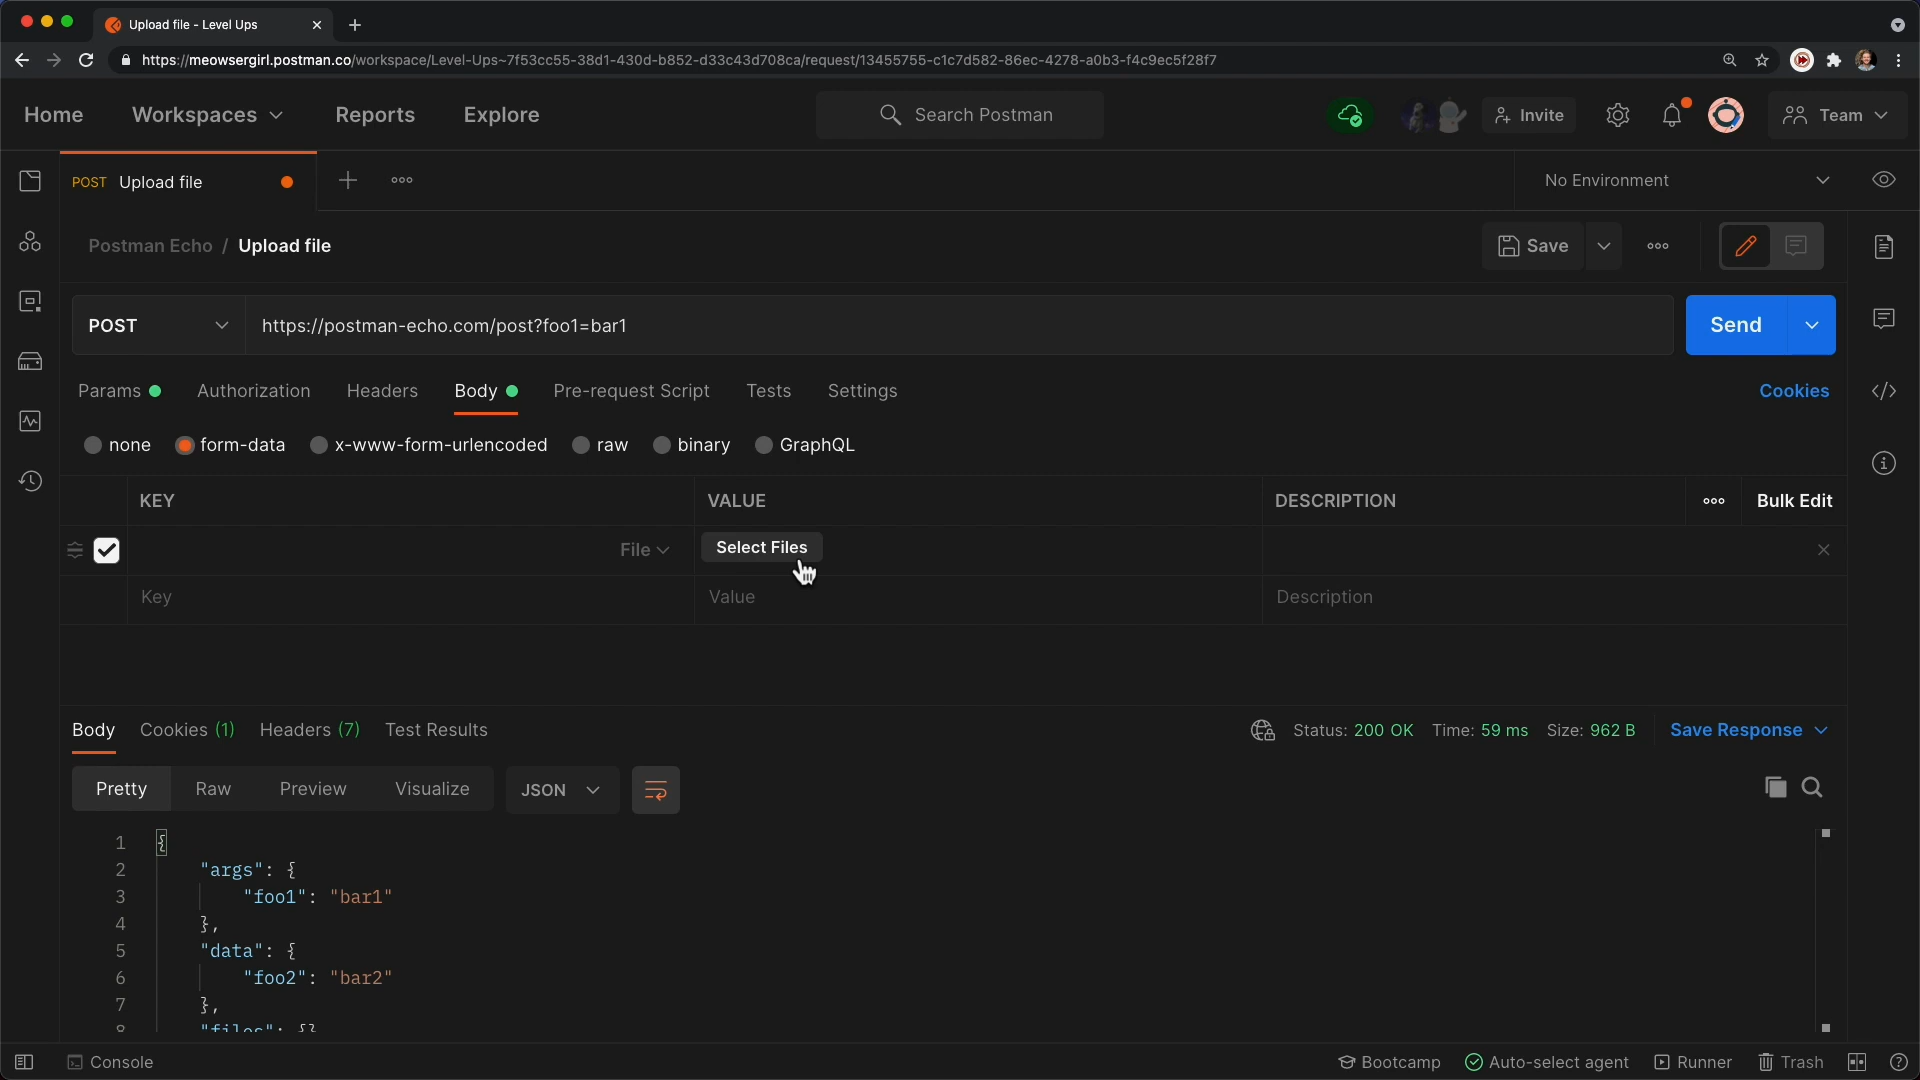 Upload file - Level Ups
https://meowsergirl.postman.co/workspace/Level-Ups~7f53cc55-38d1-430d-b852-d33c43d708ca/request/13455755-c1c7d582-86ec-4278-a0b3-f4c9ec5f28f7
Home Workspaces Reports Explore Search Postman Invite Team
POST Upload file No Environment
Postman Echo / Upload file Save
POST https://postman-echo.com/post?foo1=bar1 Send
Params Authorization Headers Body Pre-request Script Tests Settings Cookies
none form-data x-www-form-urlencoded raw binary GraphQL
KEY VALUE DESCRIPTION Bulk Edit
File Select Files
Key Value Description
Body Cookies (1) Headers (7) Test Results Status: 200 OK Time: 59 ms Size: 962 B Save Response
Pretty Raw Preview Visualize JSON
1 {
2 "args": {
3 "foo1": "bar1"
4 },
5 "data": {
6 "foo2": "bar2"
7 },
8 "files": {}
Console Bootcamp Auto-select agent Runner Trash